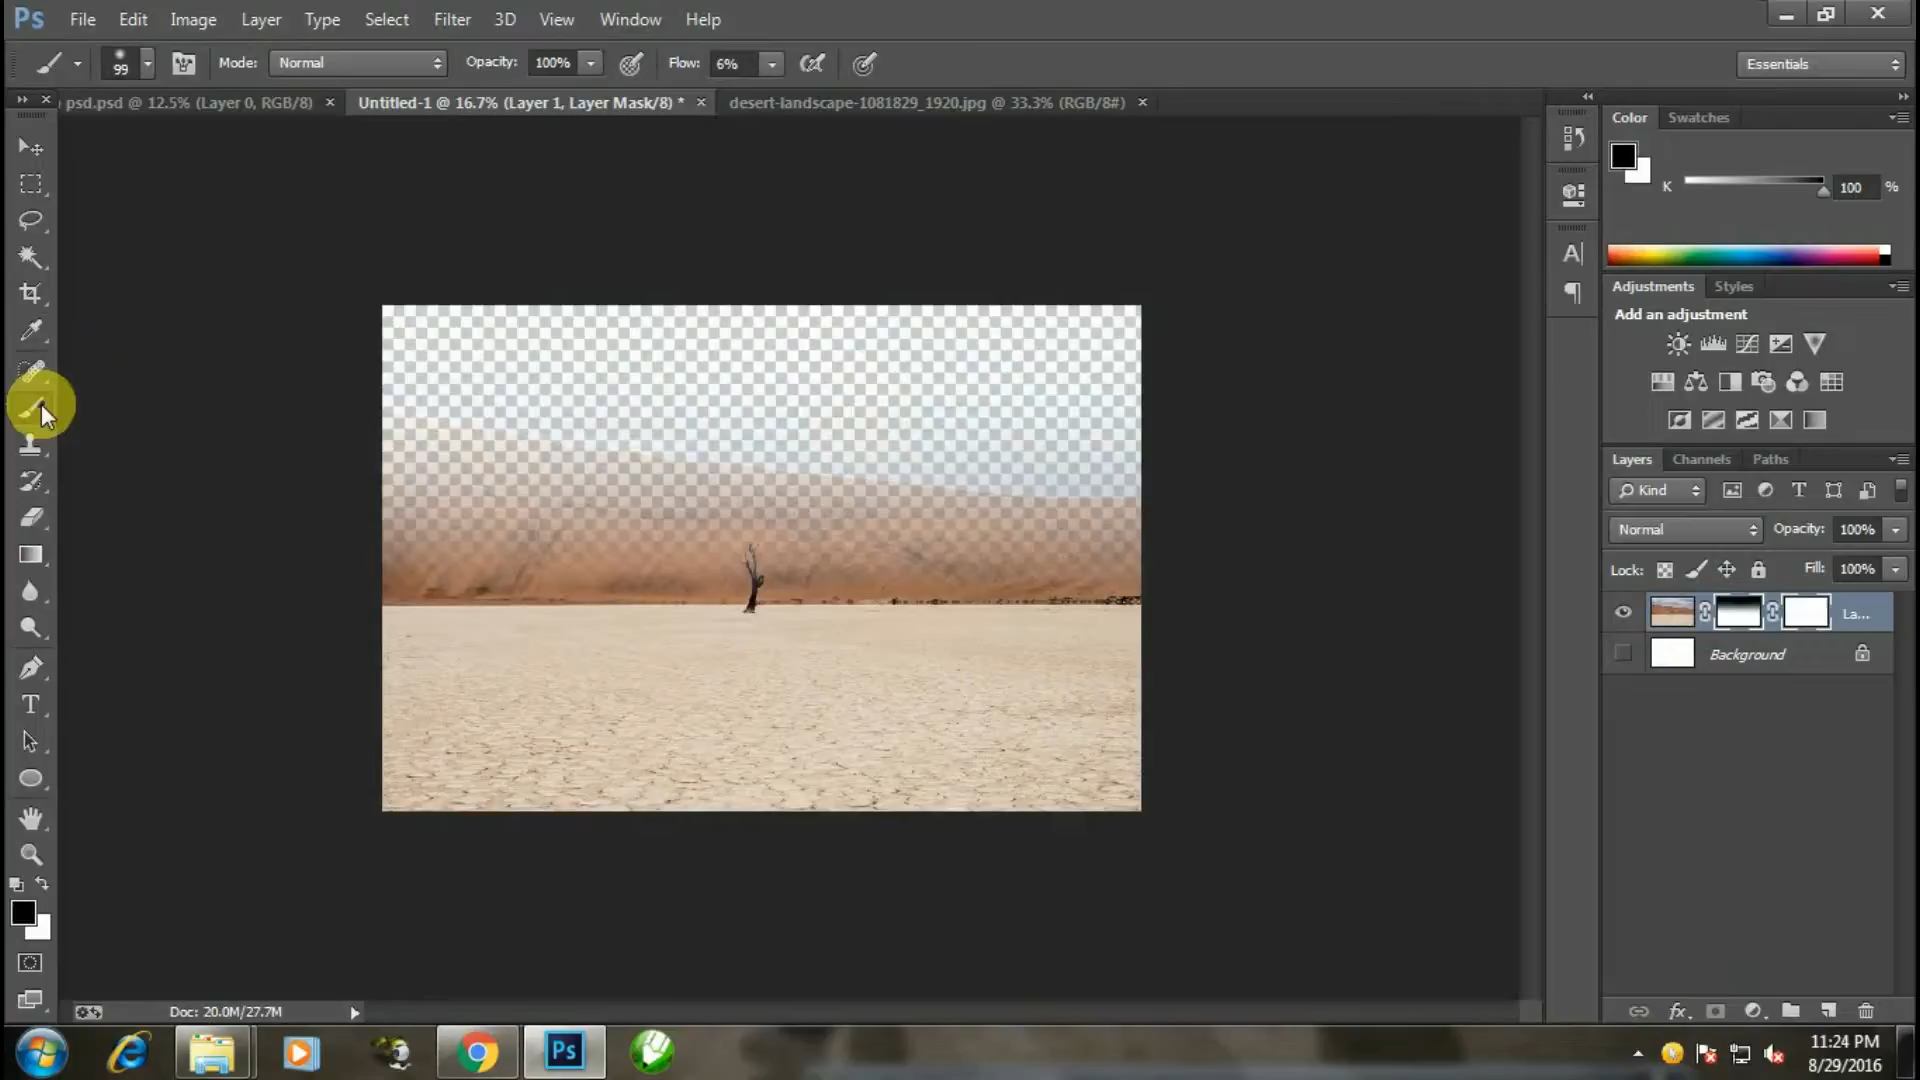 Ps File Edit Image Layer Type Select Filter 3D View Window Help
99 Mode: Normal Opacity: 100% Flow: 6% Essentials
psd.psd @ 12.5% (Layer 0, RGB/8) × Untitled-1 @ 16.7% (Layer 1, Layer Mask/8) * × desert-landscape-1081829_1920.jpg @ 33.3% (RGB/8#) ×
Color Swatches
K 100 %
Adjustments Styles
Add an adjustment
Layers Channels Paths
Kind
Normal Opacity: 100%
Lock: Fill: 100%
La...
Background
Doc: 20.0M/27.7M
Ps
11:24 PM
8/29/2016